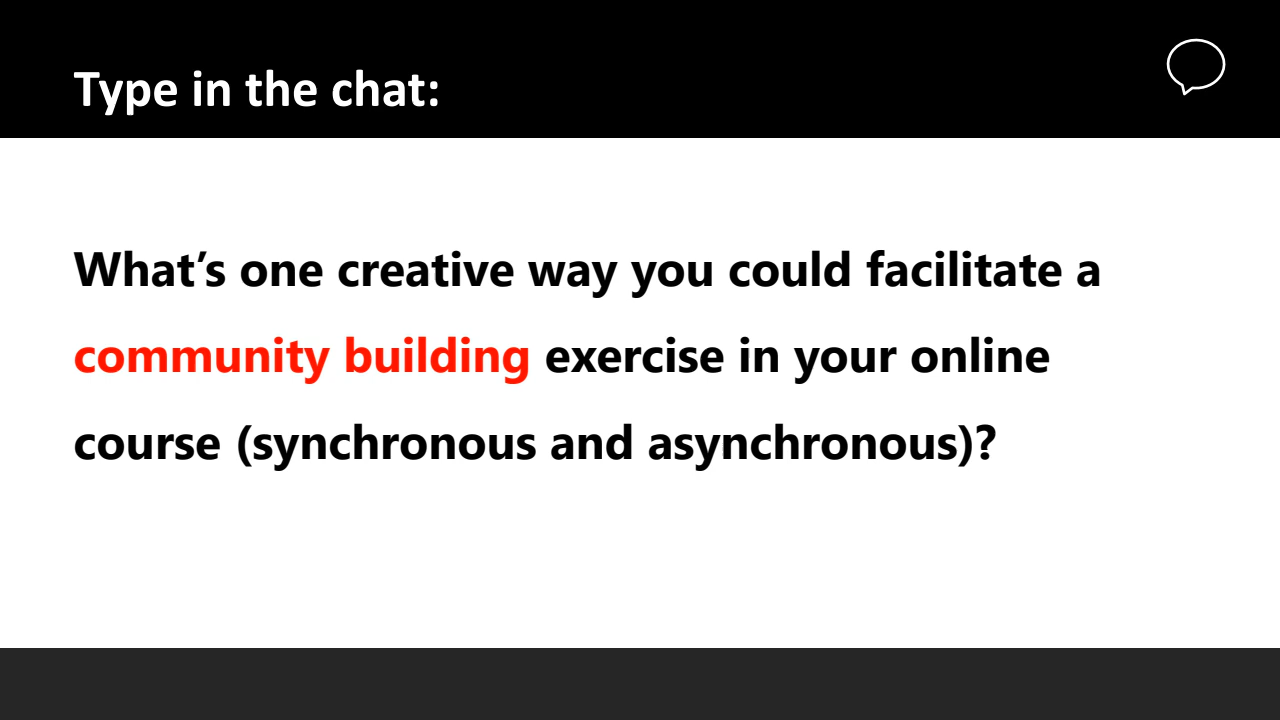 Type in the chat:
What’s one creative way you could facilitate a
community building exercise in your online
course (synchronous and asynchronous)?